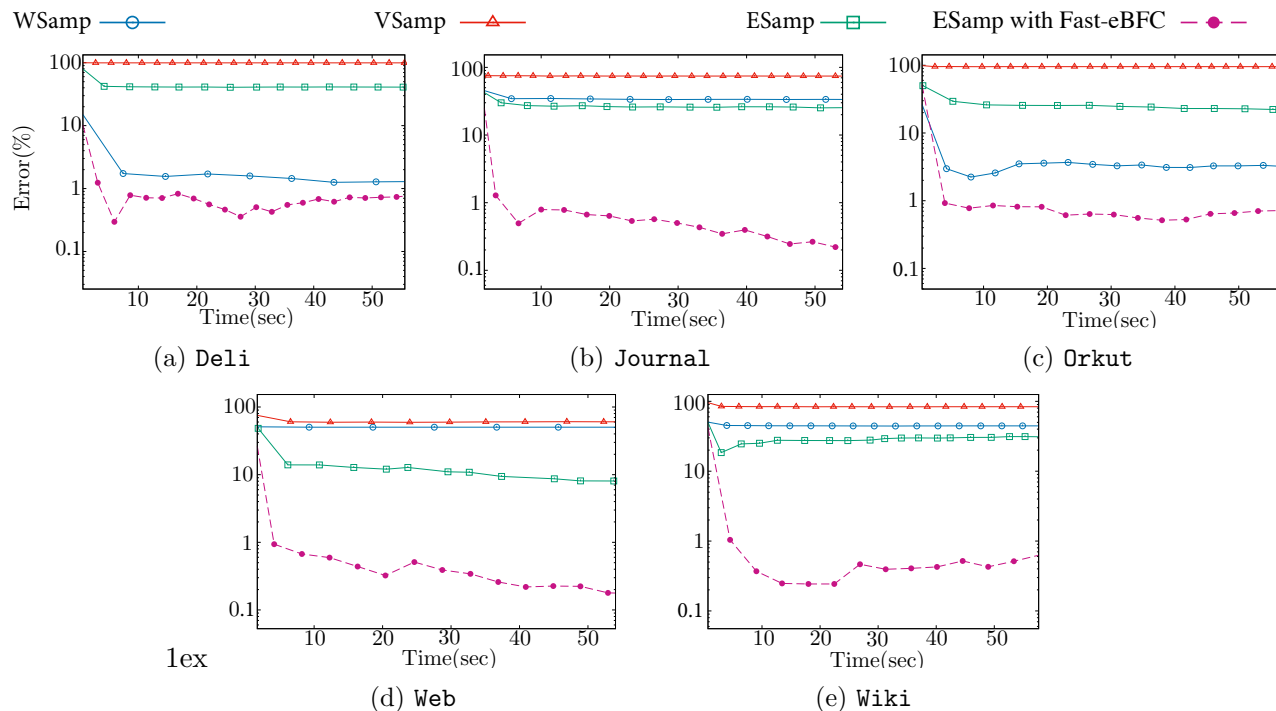 WSamp VSamp ESamp ESamp with Fast-eBFC
100 100 100
10 10 10
1 1 1
0.1 0.1 0.1
Error(%)
10 20 30 40 50 10 20 30 40 50 10 20 30 40 50
Time(sec) Time(sec) Time(sec)
(a) Deli (b) Journal (c) Orkut
100 100
10 10
1 1
0.1 0.1
10 20 30 40 50 10 20 30 40 50
1ex Time(sec) Time(sec)
(d) Web (e) Wiki